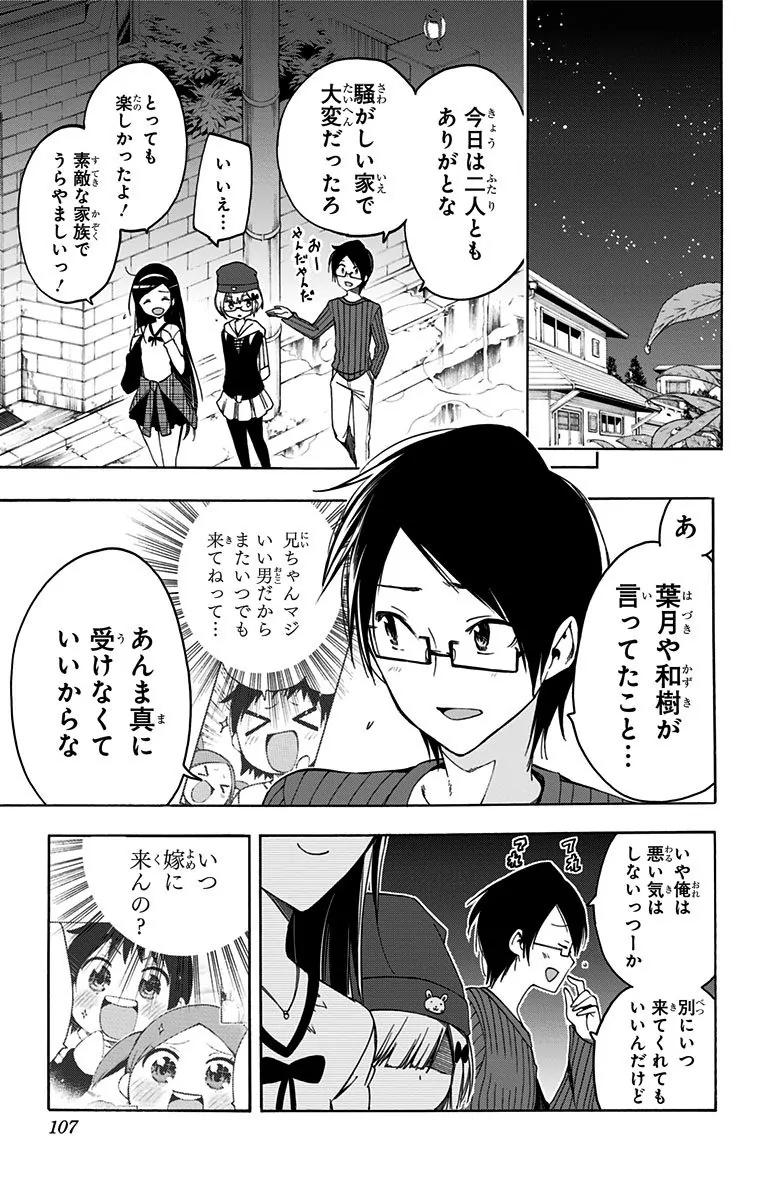 今日は二人とも
ありがとな
騒がしい家で
大変だったろ
おー
やんだやんだ
いいえ…
とっても
楽しかったよ!
素敵な家族で
うらやましいっ!
あ
葉月や和樹が
言ってたこと…
兄ちゃんマジ
いい男だから
またいつでも
来てねって…
あんま真に
受けなくて
いいからな
いや俺は
悪い気は
しないっつーか
別にいつ
来てくれても
いいんだけど
テレ
テレ
いつ
嫁に
来んの?
107